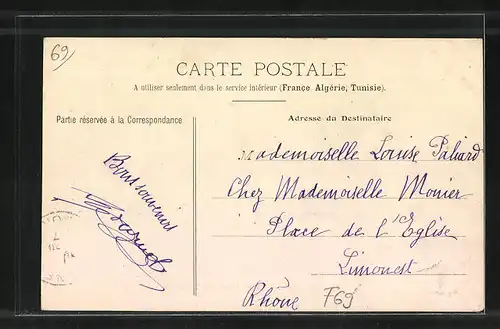 69
CARTE POSTALE
A utiliser seulement dans le service intérieur (France Algérie, Tunisie).
Partie réservée à la Correspondance
Adresse du Destinataire
Bons souvenirs
Mademoiselle Louise Paliard
Chez Mademoiselle Monier
Place de l'Eglise
Limonest
Rhône
F69